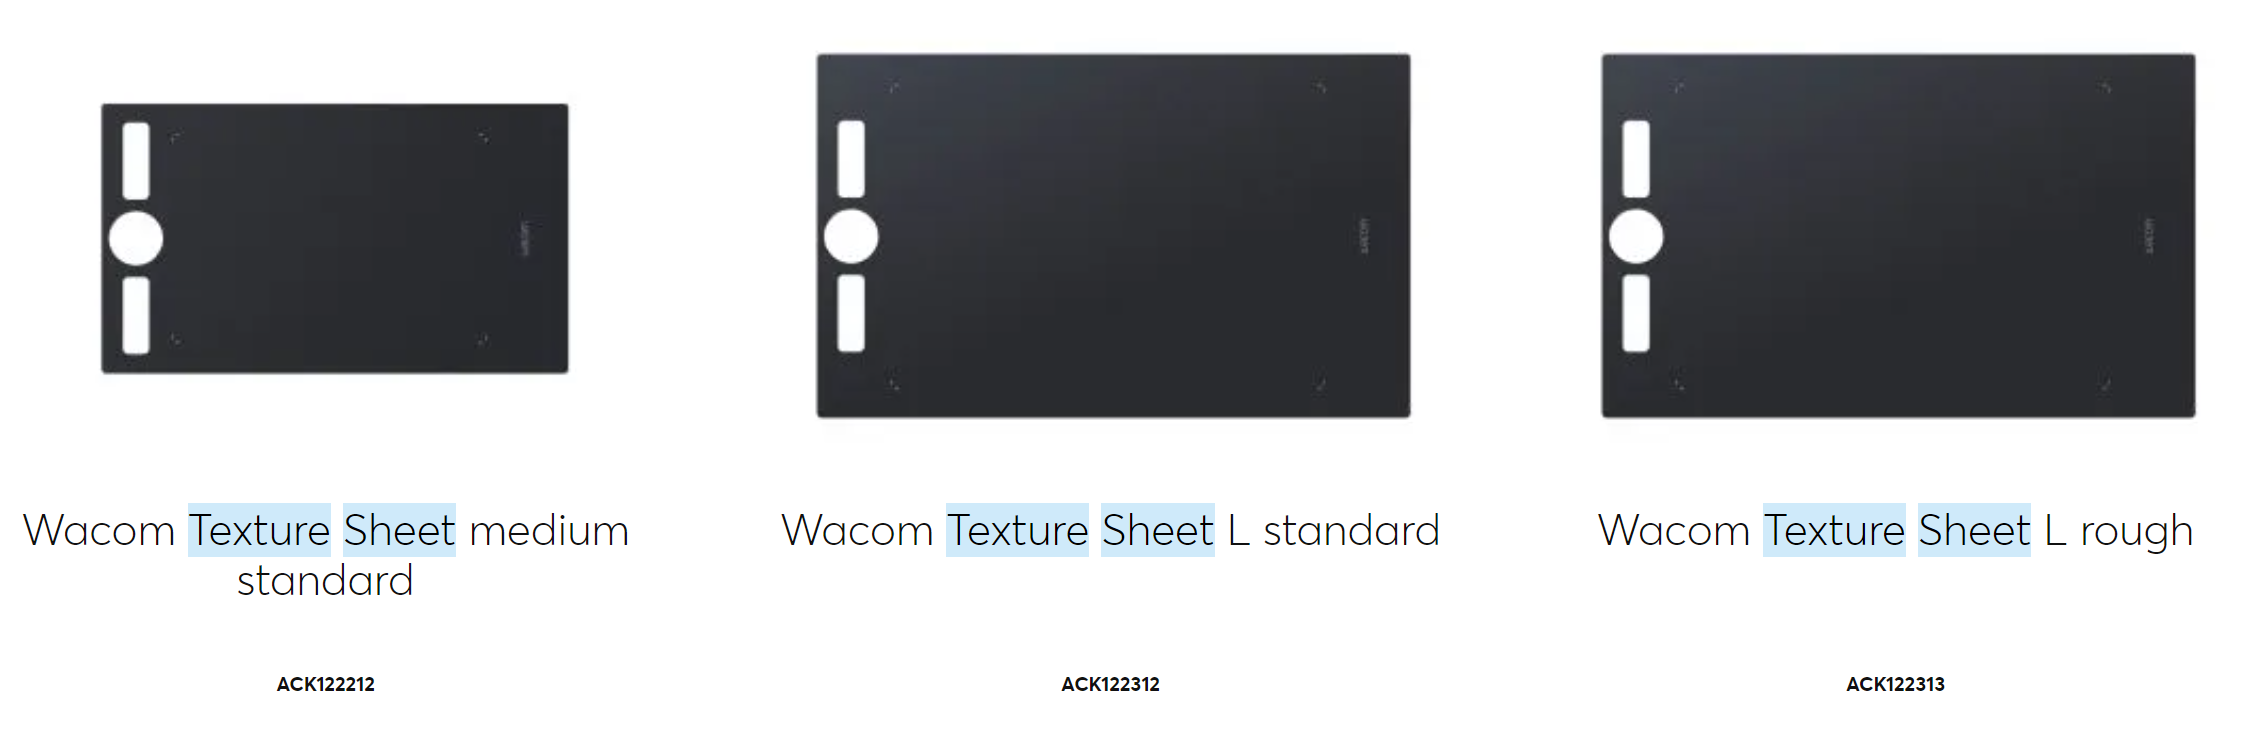 Wacom Texture Sheet medium
standard
ACK122212
Wacom Texture Sheet L standard
ACK122312
Wacom Texture Sheet L rough
ACK122313